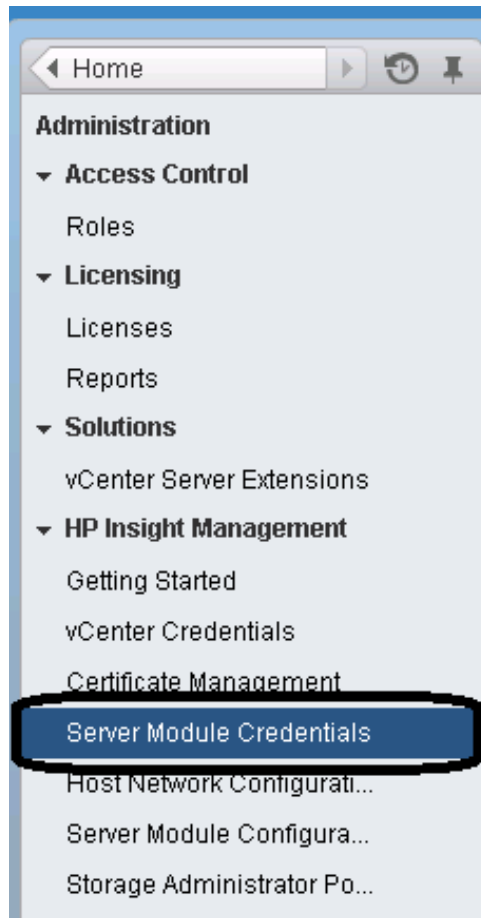 Home
Administration
Access Control
Roles
Licensing
Licenses
Reports
Solutions
vCenter Server Extensions
HP Insight Management
Getting Started
vCenter Credentials
Certificate Management
Server Module Credentials
Host Network Configurati...
Server Module Configura...
Storage Administrator Po...